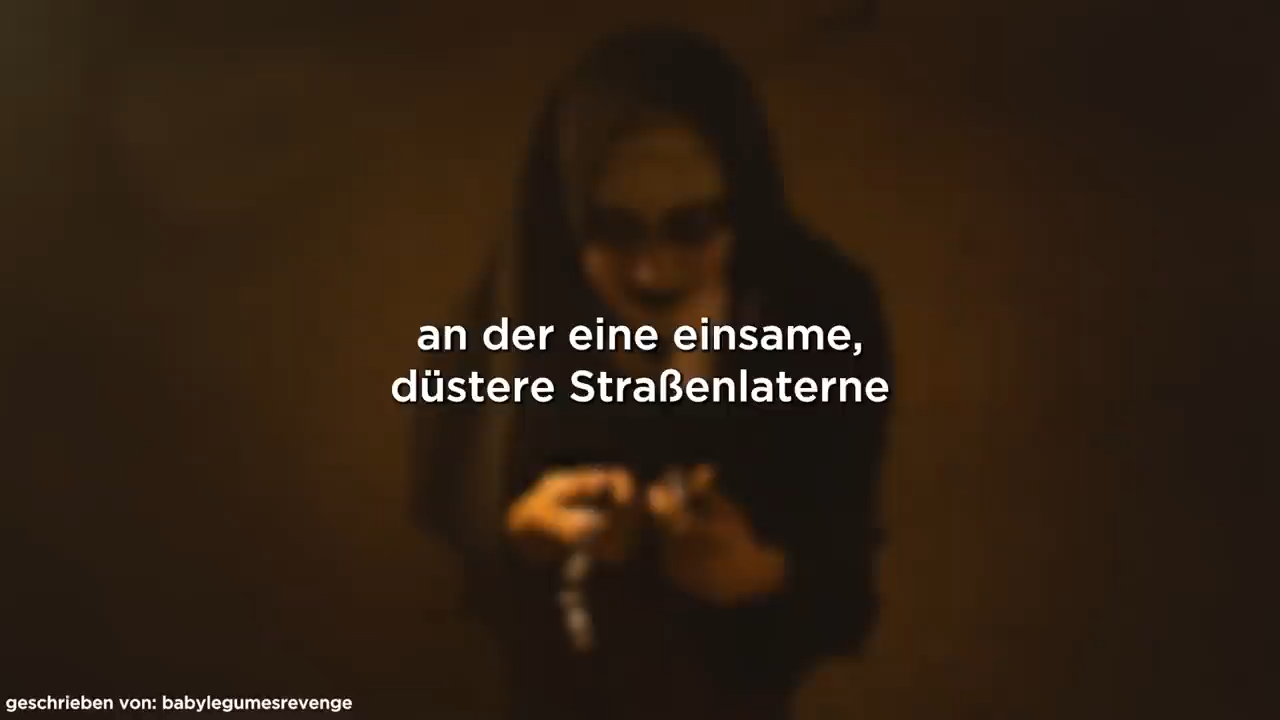 an der eine einsame,
düstere Straßenlaterne
geschrieben von: babylegumesrevenge